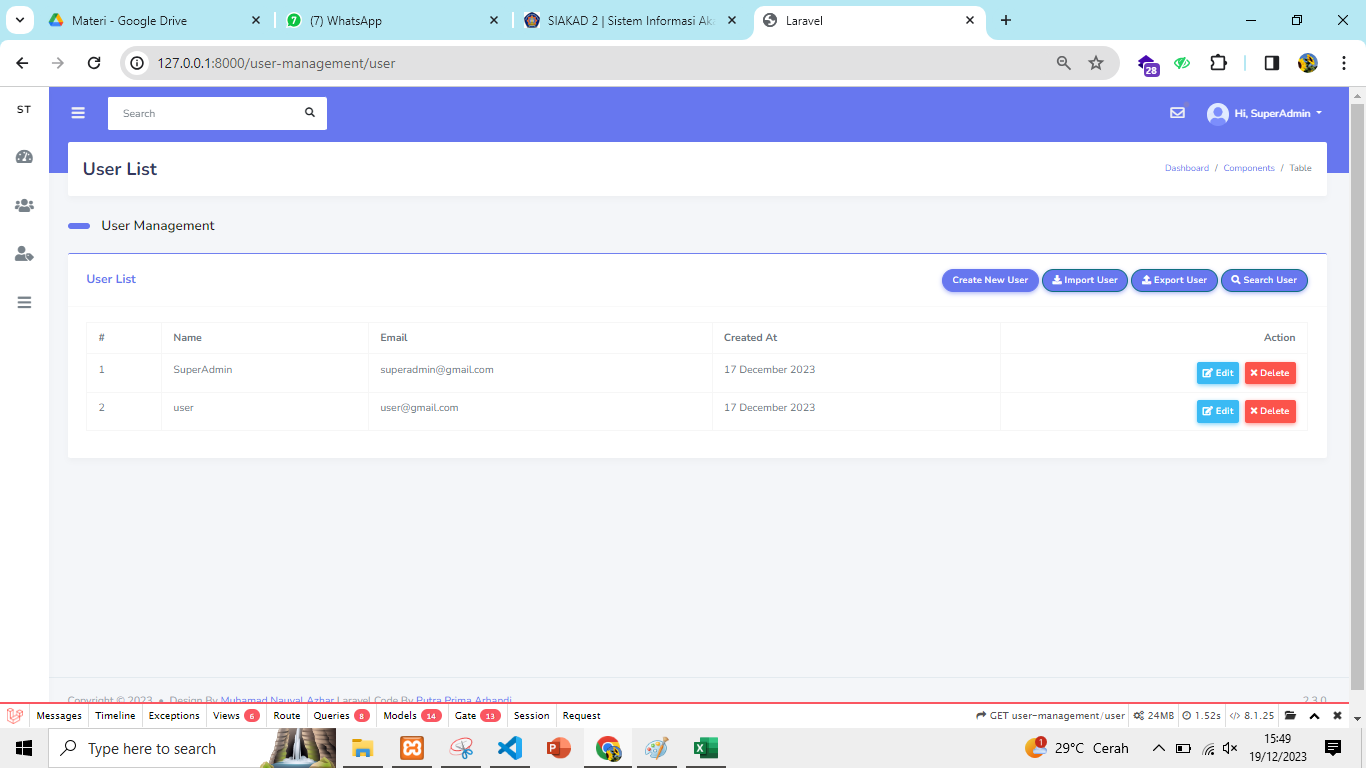 Materi - Google Drive
(7) WhatsApp
SIAKAD 2 | Sistem Informasi Aka
Laravel
127.0.0.1:8000/user-management/user
28
ST
Search
Hi, SuperAdmin
User List
Dashboard / Components / Table
User Management
User List
Create New User
Import User
Export User
Search User
# Name Email Created At Action
1 SuperAdmin superadmin@gmail.com 17 December 2023 Edit Delete
2 user user@gmail.com 17 December 2023 Edit Delete
Copyright © 2023 • Design By Muhamad Nauval Azhar Laravel Code By Putra Prima Arhandi
2.3.0
Messages Timeline Exceptions Views 6 Route Queries 8 Models 14 Gate 13 Session Request
GET user-management/user 24MB 1.52s 8.1.25
Type here to search
1
29°C Cerah
15:49
19/12/2023